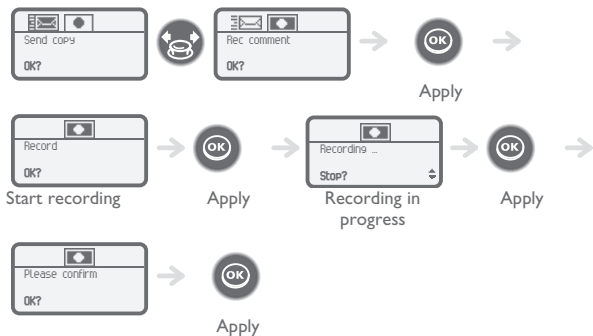 Send copy
OK?
Rec comment
OK?
OK
Apply
Record
OK?
Start recording
OK
Apply
Recording ...
Stop?
Recording in
progress
OK
Apply
Please confirm
OK?
OK
Apply